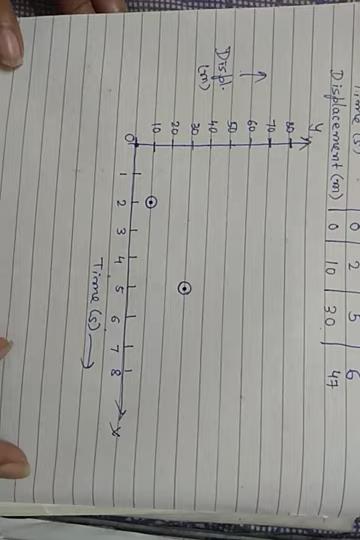 Time (s) 0 2 5 6
Displacement (m) 0 10 30 47
Y
80
70
60
50
40
30
20
10
0
Displ.
(m)
1 2 3 4 5 6 7 8 X
Time (s)